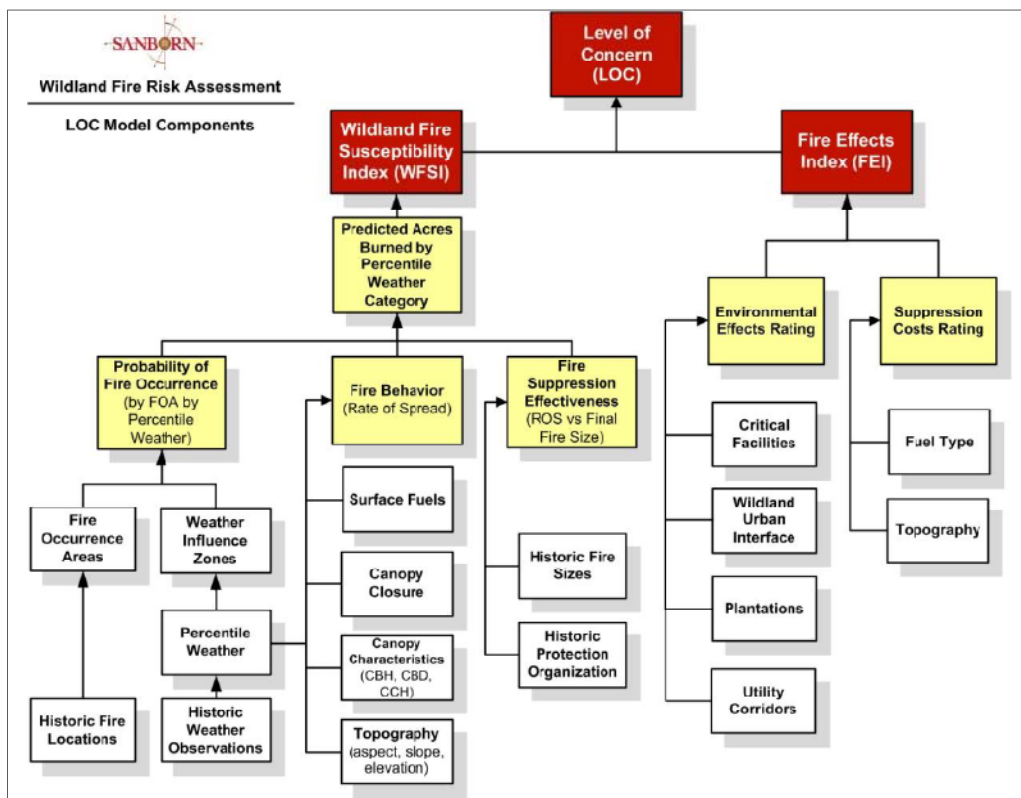 SANBORN
Wildland Fire Risk Assessment
LOC Model Components
Level of
Concern
(LOC)
Wildland Fire
Susceptibility
Index (WFSI)
Fire Effects
Index (FEI)
Predicted Acres
Burned by
Percentile
Weather
Category
Environmental
Effects Rating
Suppression
Costs Rating
Probability of
Fire Occurrence
(by FOA by
Percentile
Weather)
Fire Behavior
(Rate of Spread)
Fire
Suppression
Effectiveness
(ROS vs Final
Fire Size)
Critical
Facilities
Fuel Type
Surface Fuels
Fire
Occurrence
Areas
Weather
Influence
Zones
Wildland
Urban
Interface
Topography
Historic Fire
Sizes
Canopy
Closure
Plantations
Percentile
Weather
Canopy
Characteristics
(CBH, CBD,
CCH)
Historic
Protection
Organization
Utility
Corridors
Historic Fire
Locations
Historic
Weather
Observations
Topography
(aspect, slope,
elevation)